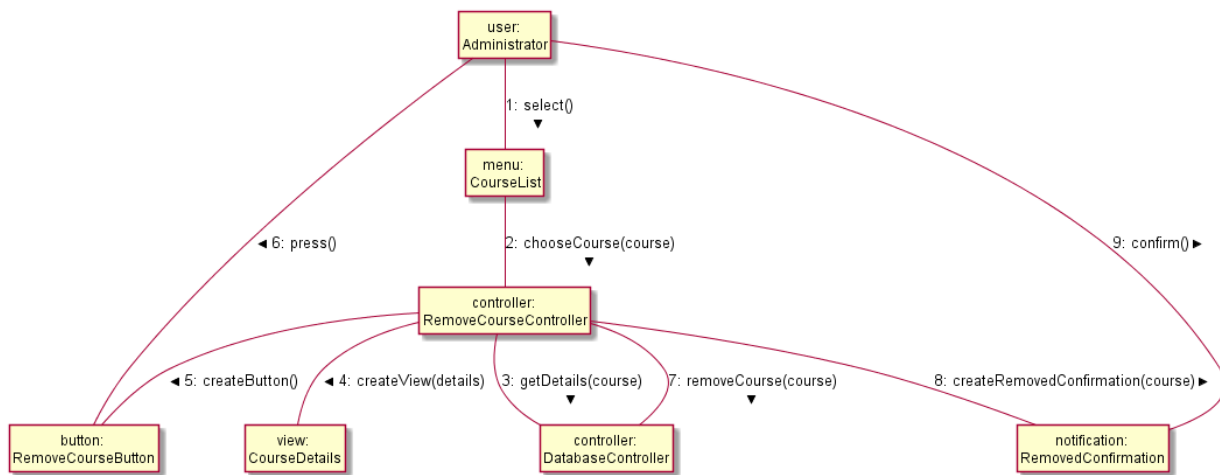 user:
Administrator
1: select()
▼
menu:
CourseList
◄ 6: press()
2: chooseCourse(course)
▼
9: confirm() ►
controller:
RemoveCourseController
◄ 5: createButton()
◄ 4: createView(details)
3: getDetails(course)
▼
7: removeCourse(course)
▼
8: createRemovedConfirmation(course) ►
button:
RemoveCourseButton
view:
CourseDetails
controller:
DatabaseController
notification:
RemovedConfirmation